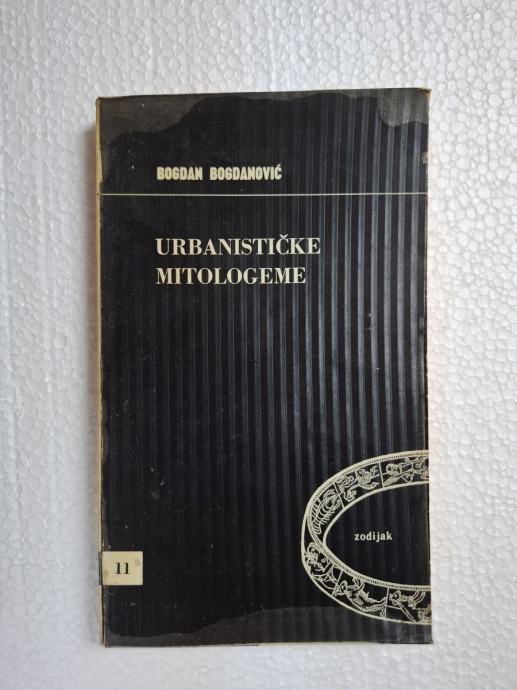 BOGDAN BOGDANOVIĆ
URBANISTIČKE
MITOLOGEME
zodijak
11